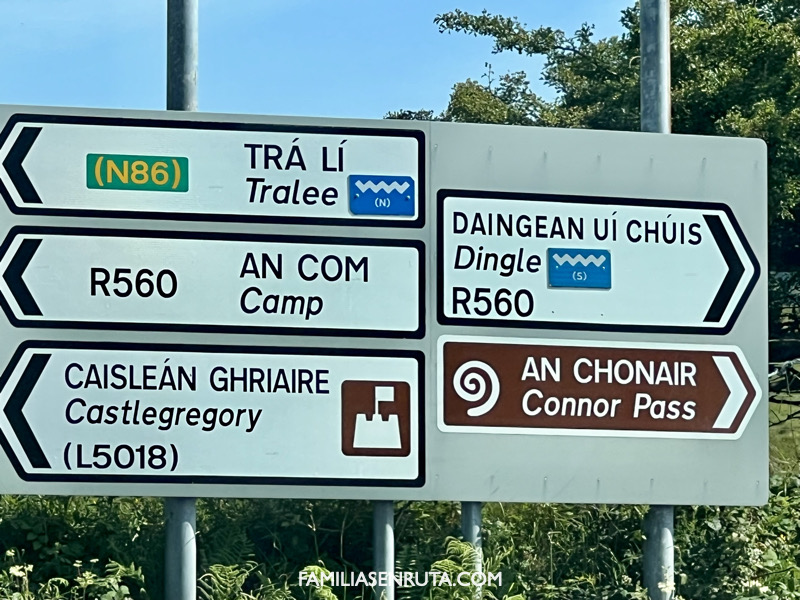 (N86)
TRÁ LÍ
Tralee
(N)
R560
AN COM
Camp
CAISLEÁN GHRIAIRE
Castlegregory
(L5018)
DAINGEAN UÍ CHÚIS
Dingle
(S)
R560
AN CHONAIR
Connor Pass
FAMILIASENRUTA.COM